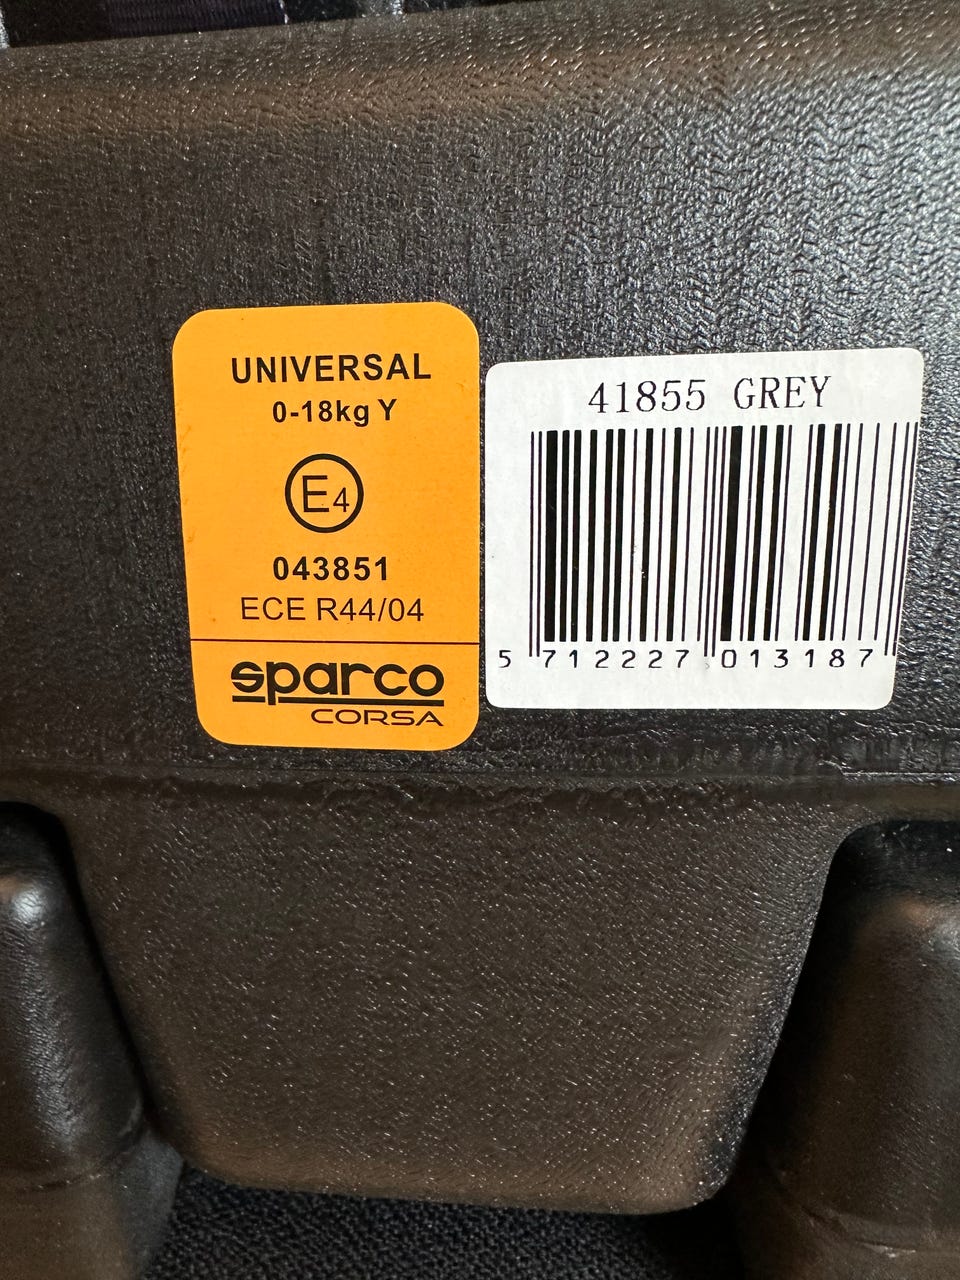 UNIVERSAL
0-18kg Y
E4
043851
ECE R44/04
sparco
CORSA
41855 GREY
5 712227 013187